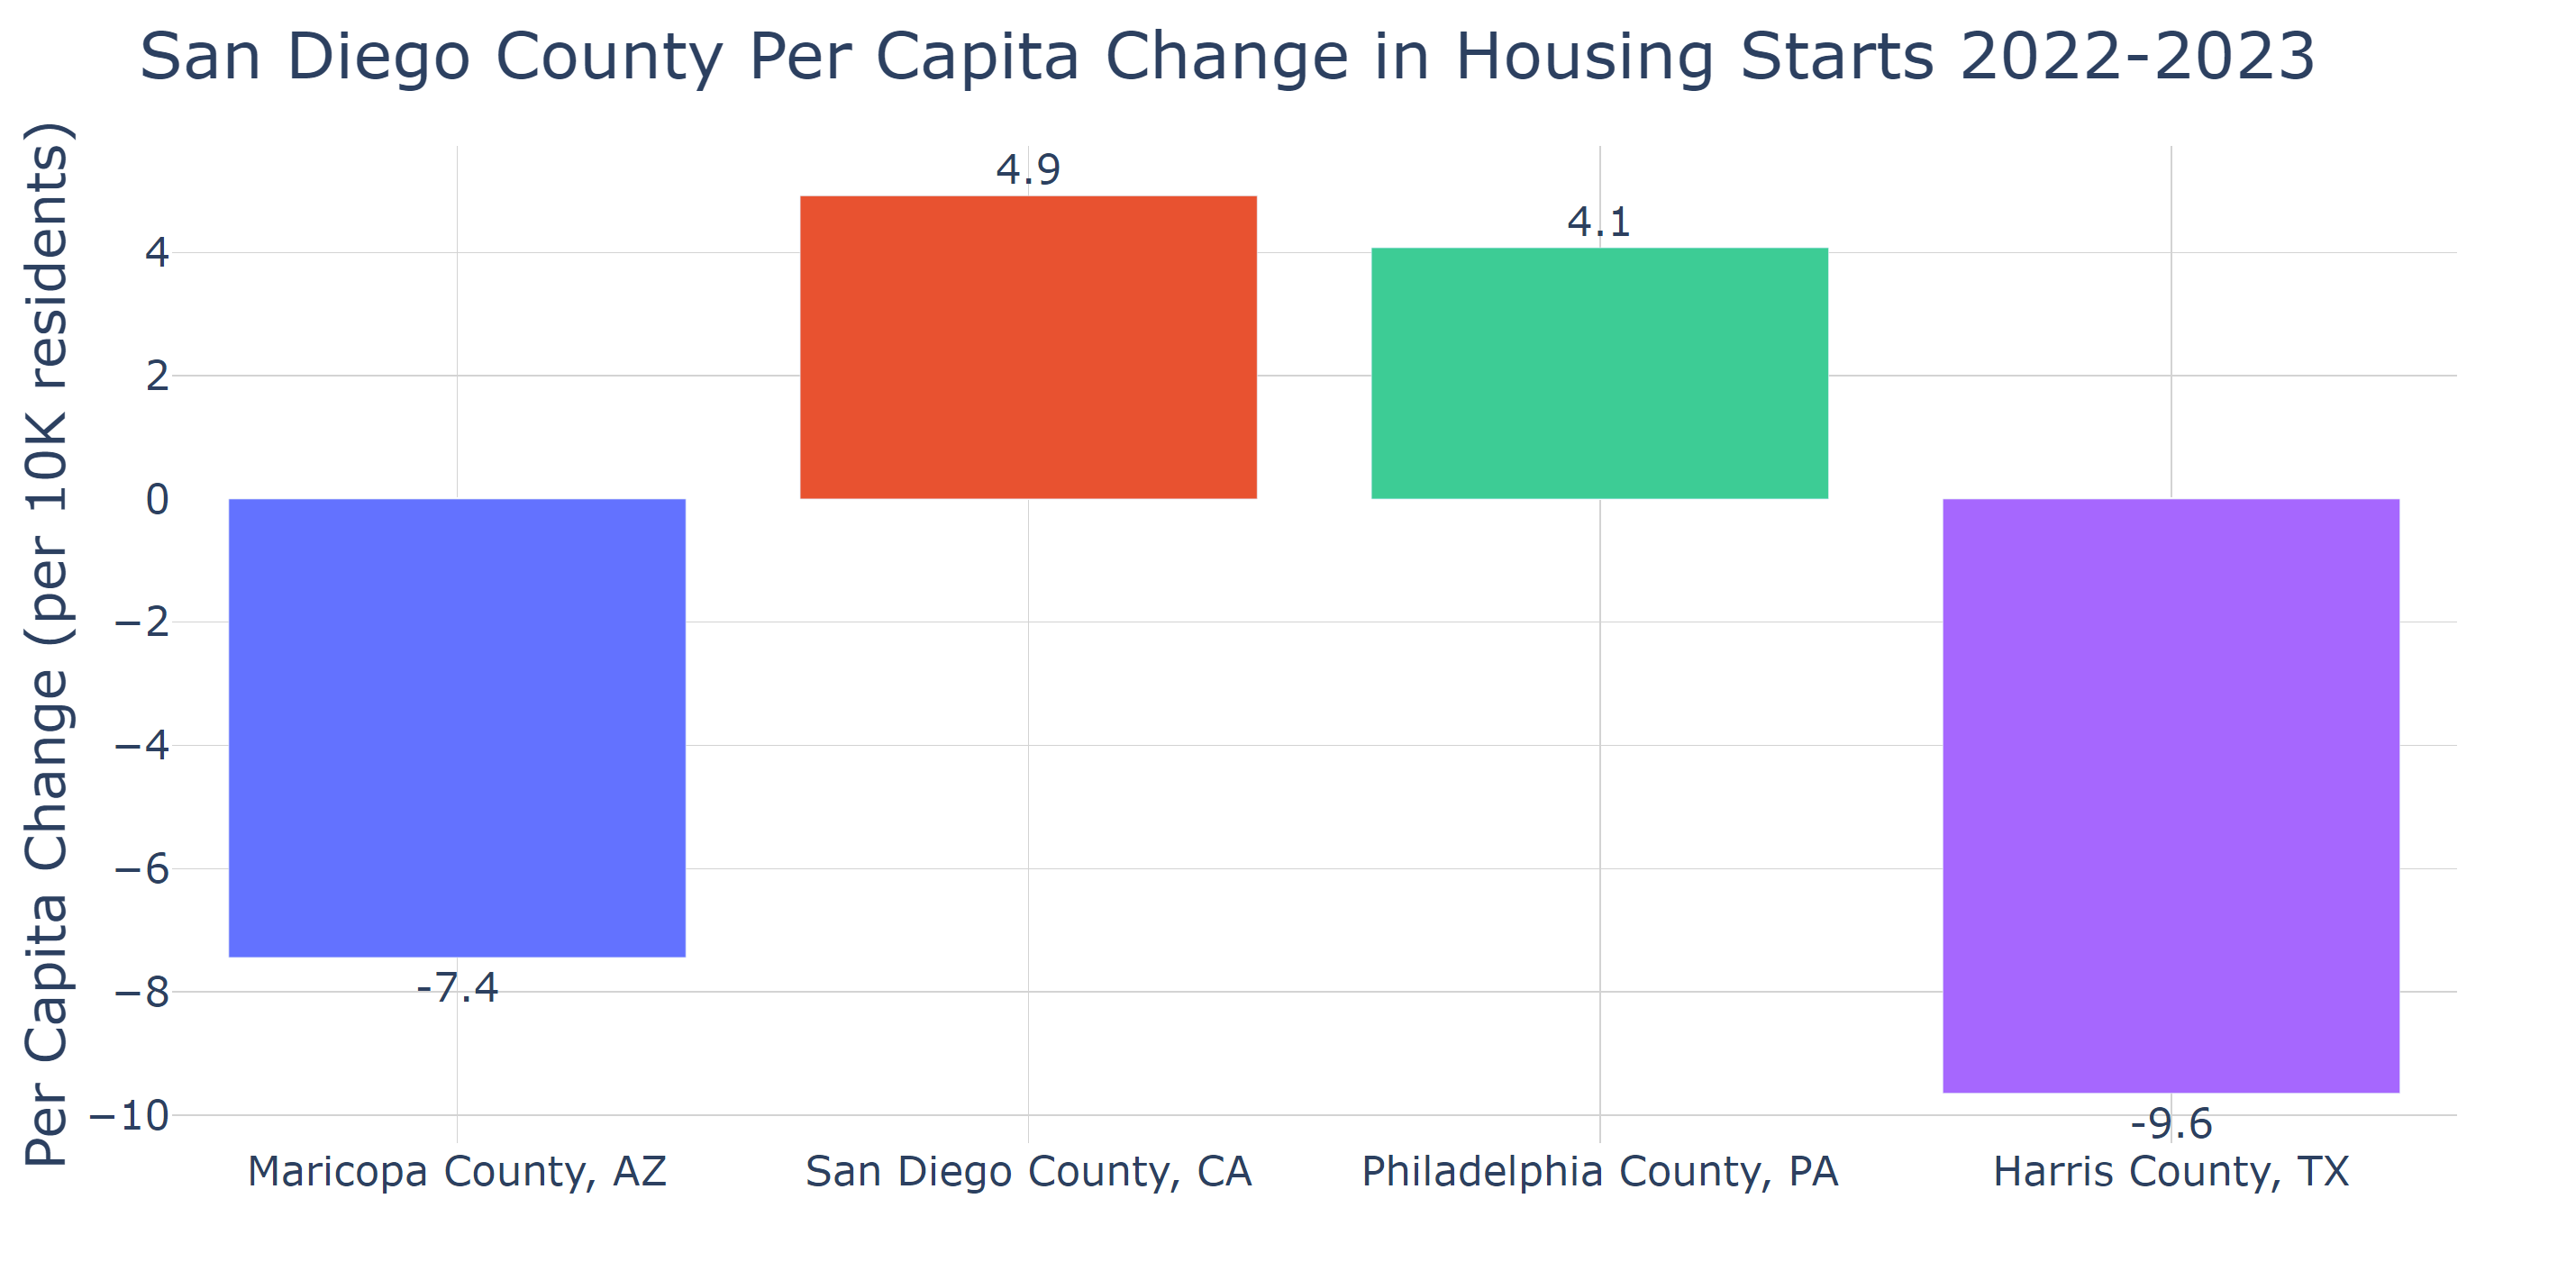 San Diego County Per Capita Change in Housing Starts 2022-2023
Per Capita Change (per 10K residents)
4
2
0
−2
−4
−6
−8
−10
-7.4
4.9
4.1
-9.6
Maricopa County, AZ
San Diego County, CA
Philadelphia County, PA
Harris County, TX